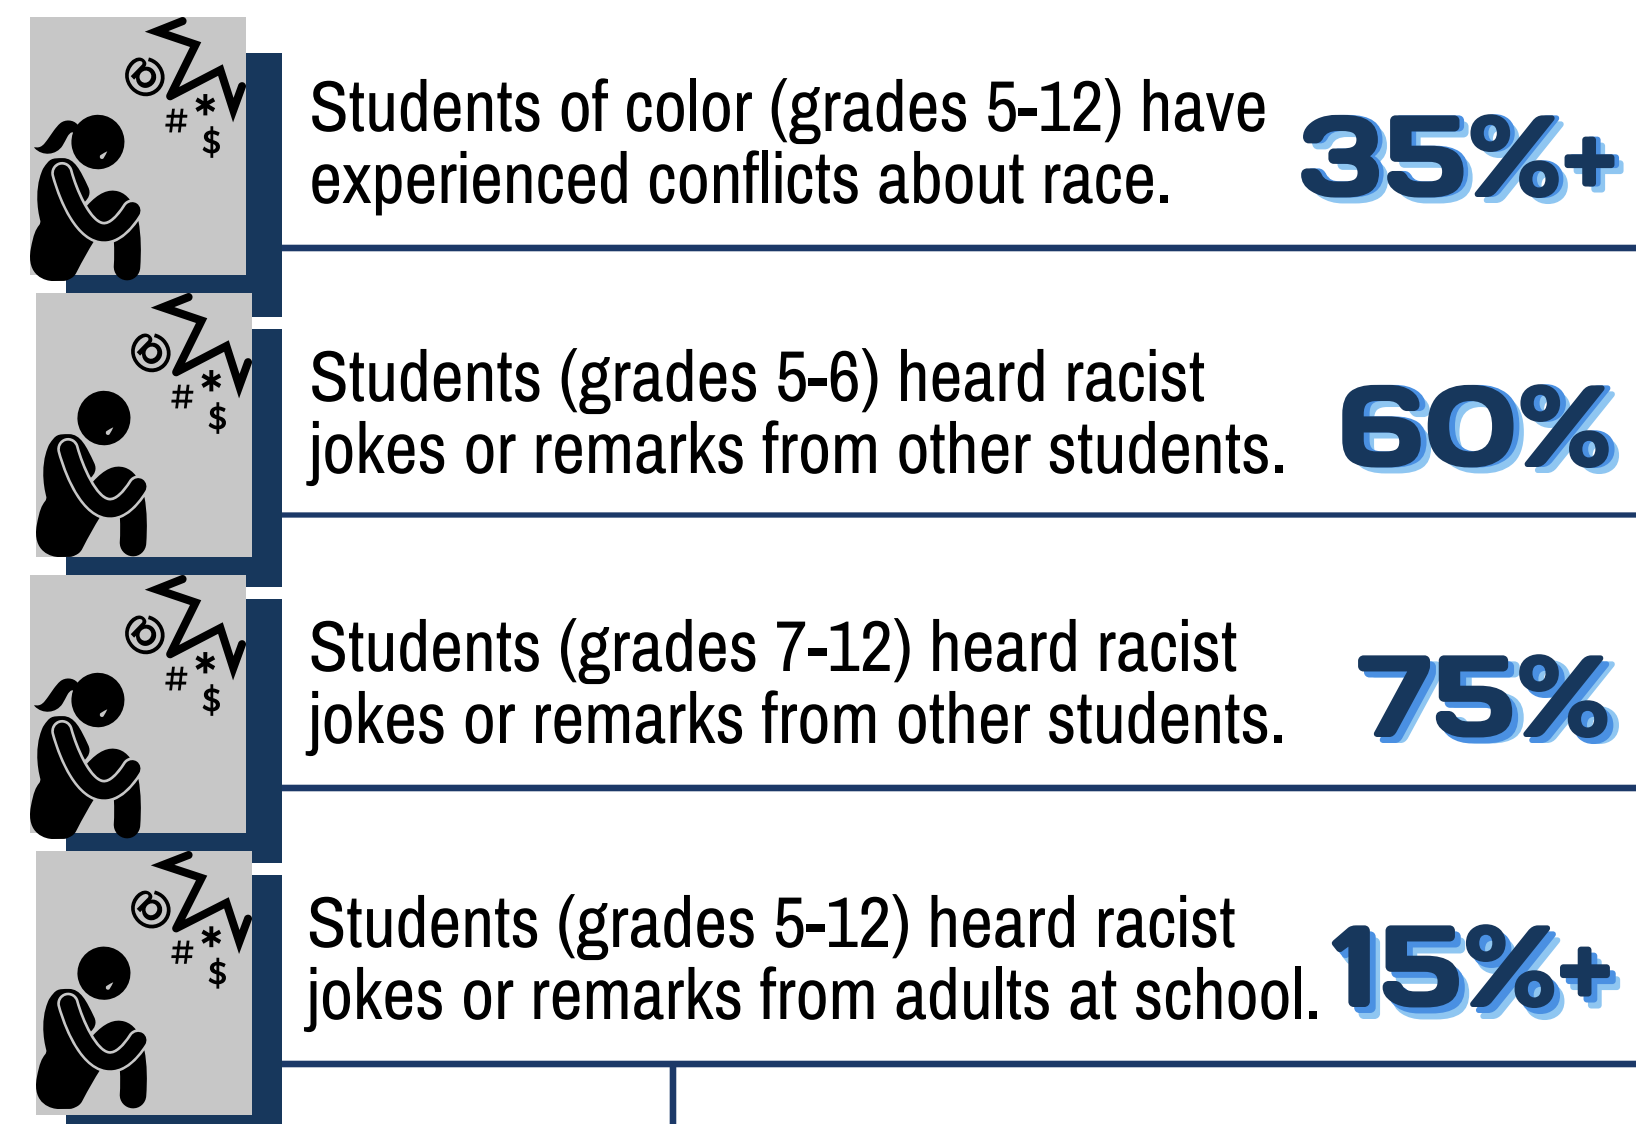 Students of color (grades 5-12) have
experienced conflicts about race.
35%+
Students (grades 5-6) heard racist
jokes or remarks from other students.
60%
Students (grades 7-12) heard racist
jokes or remarks from other students.
75%
Students (grades 5-12) heard racist
jokes or remarks from adults at school.
15%+